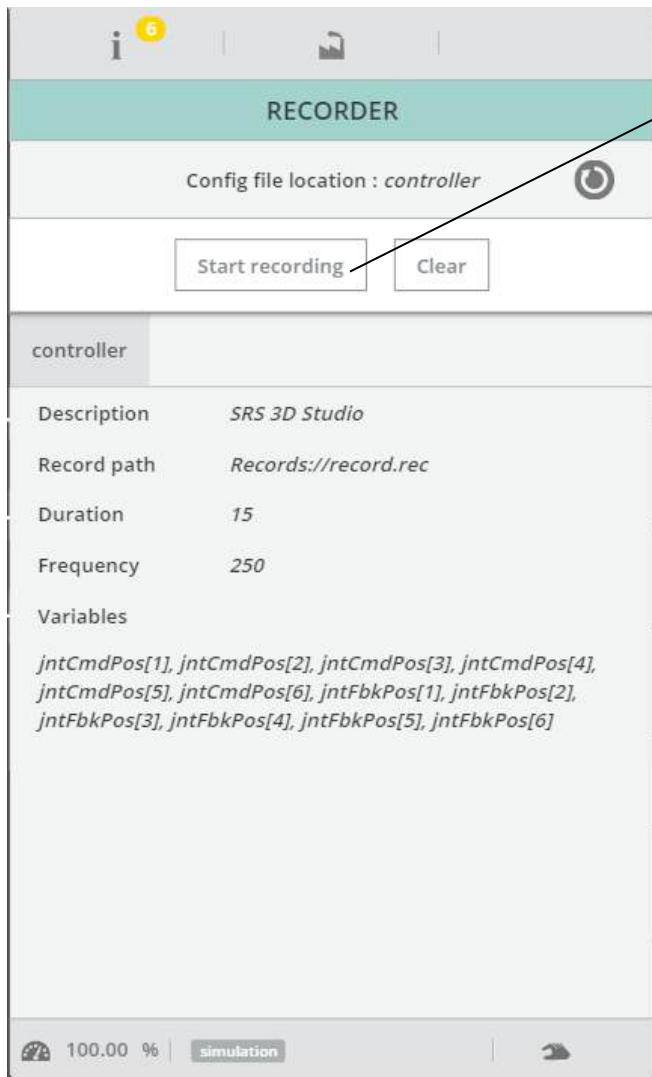 i 6
RECORDER
Config file location : controller
Start recording Clear
controller
Description SRS 3D Studio
Record path Records://record.rec
Duration 15
Frequency 250
Variables
jntCmdPos[1], jntCmdPos[2], jntCmdPos[3], jntCmdPos[4],
jntCmdPos[5], jntCmdPos[6], jntFbkPos[1], jntFbkPos[2],
jntFbkPos[3], jntFbkPos[4], jntFbkPos[5], jntFbkPos[6]
100.00 % simulation